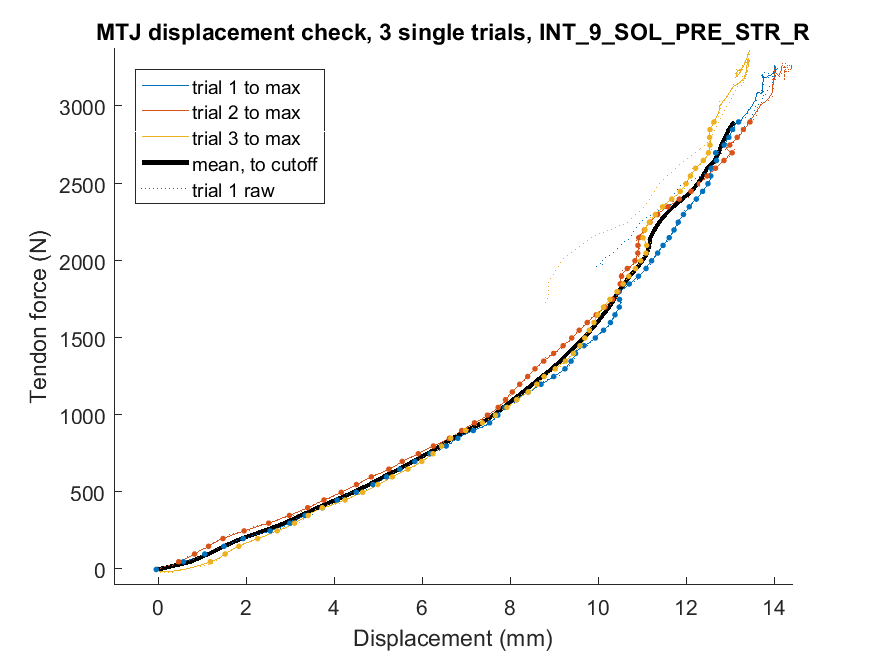 MTJ displacement check, 3 single trials, INT_9_SOL_PRE_STR_R
trial 1 to max
trial 2 to max
trial 3 to max
mean, to cutoff
trial 1 raw
Tendon force (N)
3000
2500
2000
1500
1000
500
0
0 2 4 6 8 10 12 14
Displacement (mm)